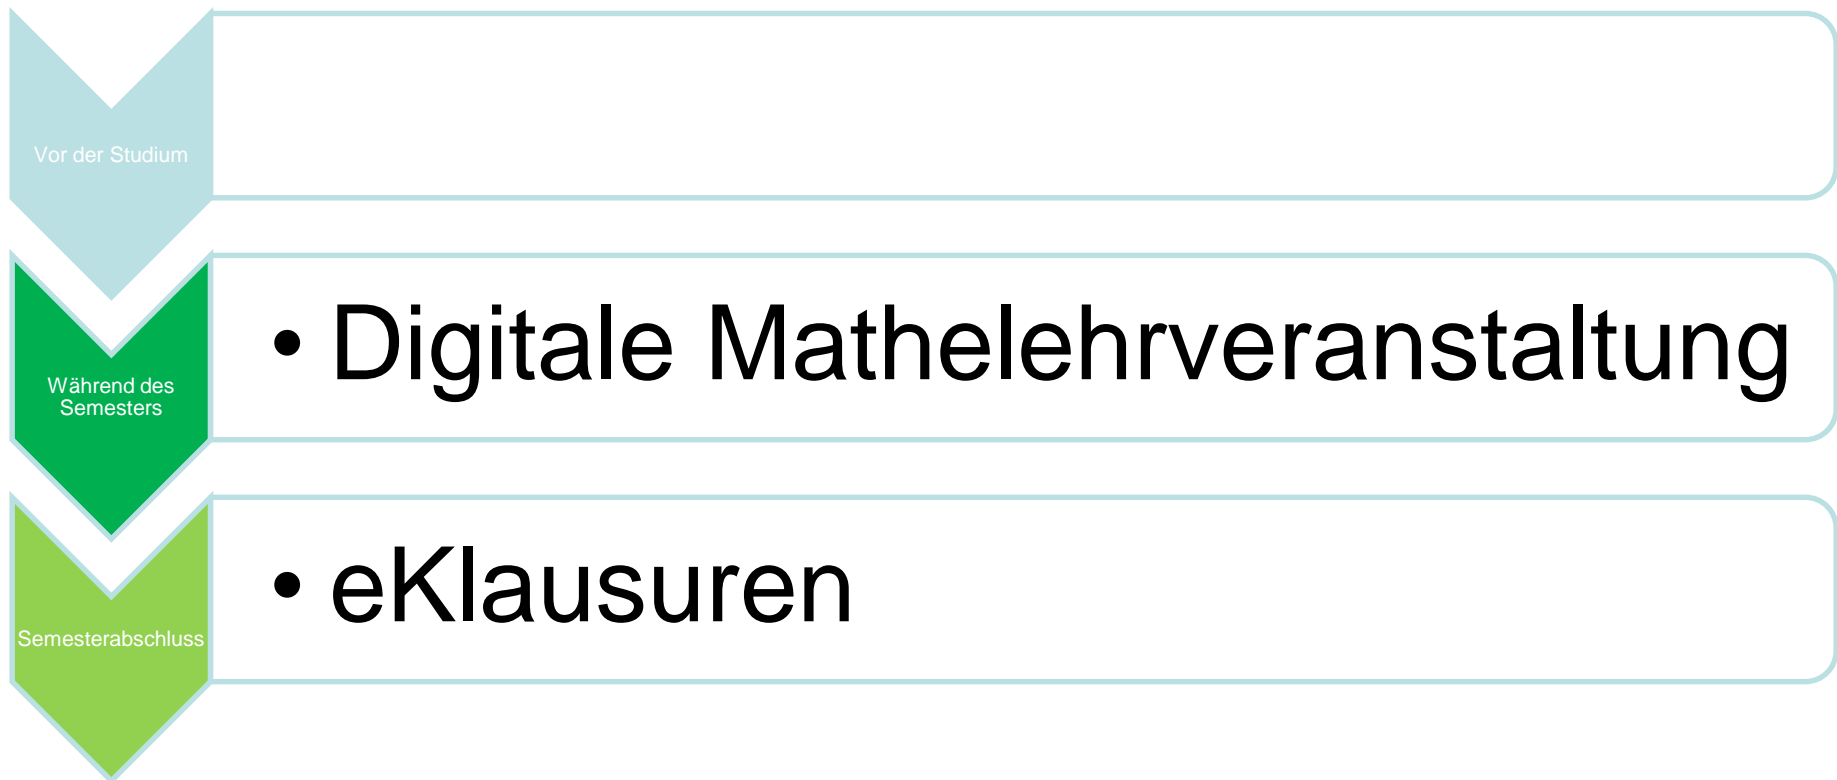 Vor der Studium
Während des
Semesters
• Digitale Mathelehrveranstaltung
Semesterabschluss
• eKlausuren